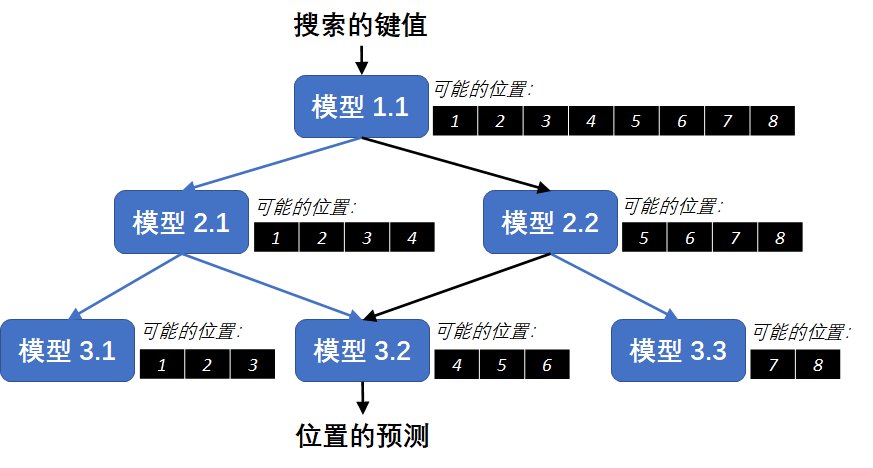 搜索的键值
模型 1.1
可能的位置:
1 2 3 4 5 6 7 8
模型 2.1
可能的位置:
1 2 3 4
模型 2.2
可能的位置:
5 6 7 8
模型 3.1
可能的位置:
1 2 3
模型 3.2
可能的位置:
4 5 6
模型 3.3
可能的位置:
7 8
位置的预测